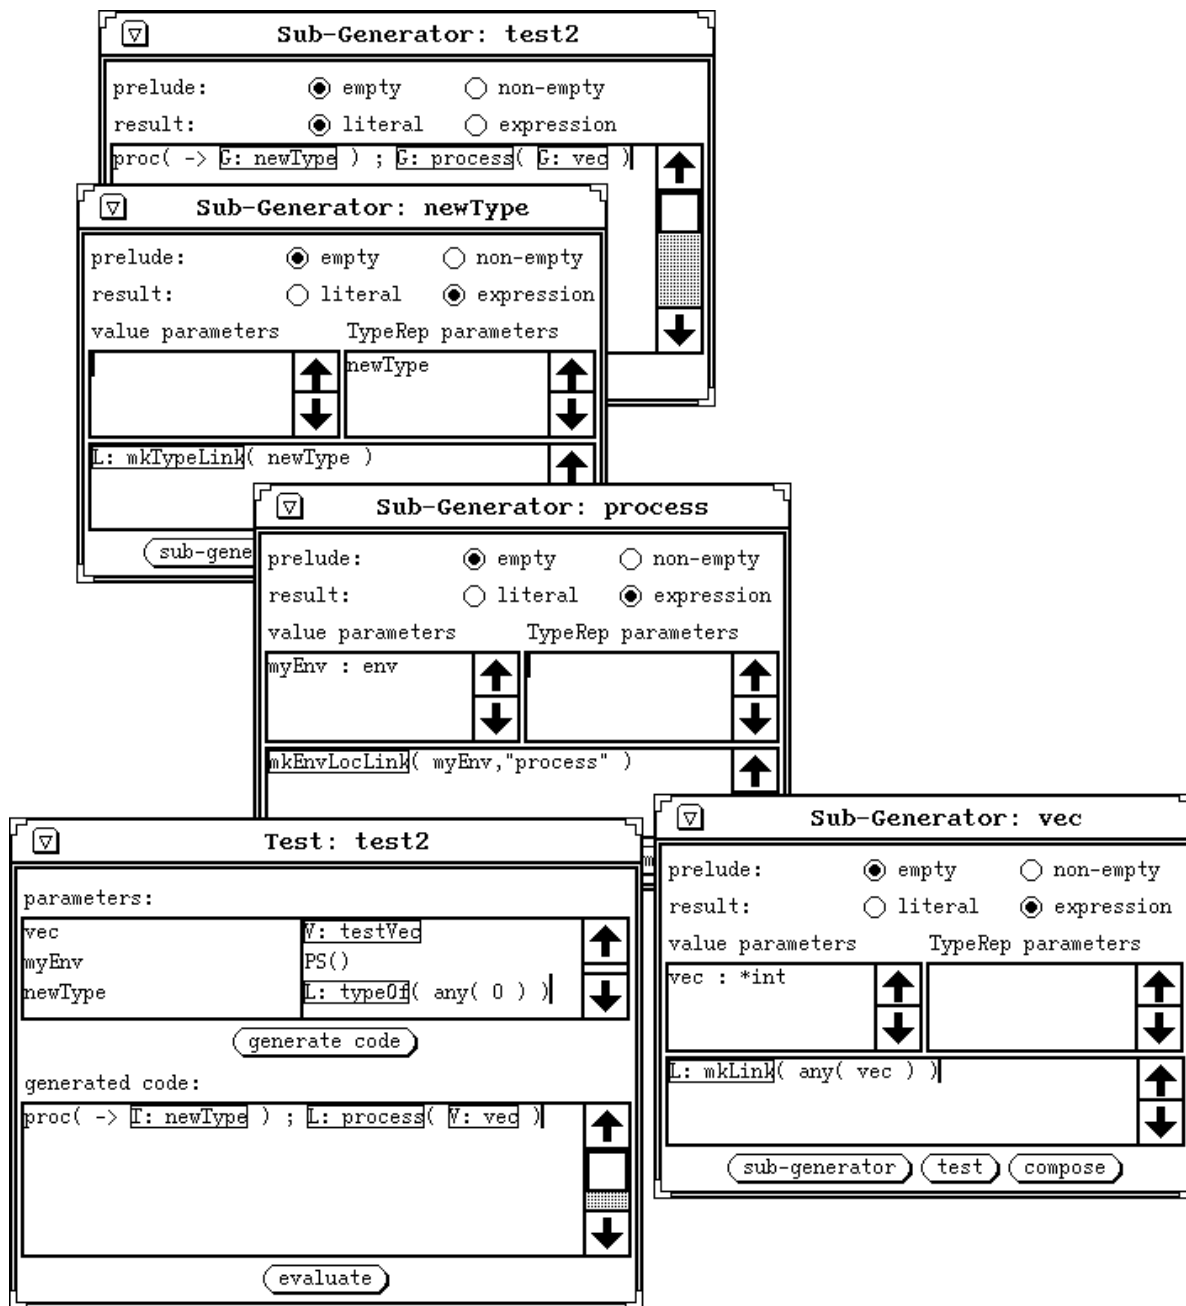 Sub-Generator: test2
prelude: empty non-empty
result: literal expression
proc( -> G: newType ) ; G: process( G: vec )
Sub-Generator: newType
prelude: empty non-empty
result: literal expression
value parameters TypeRep parameters
newType
L: mkTypeLink( newType )
sub-gene
Sub-Generator: process
prelude: empty non-empty
result: literal expression
value parameters TypeRep parameters
myEnv : env
mkEnvLocLink( myEnv,"process" )
Test: test2
parameters:
vec V: testVec
myEnv PS()
newType L: typeOf( any( 0 ) )
generate code
generated code:
proc( -> T: newType ) ; L: process( V: vec )
evaluate
Sub-Generator: vec
prelude: empty non-empty
result: literal expression
value parameters TypeRep parameters
vec : *int
L: mkLink( any( vec ) )
sub-generator test compose